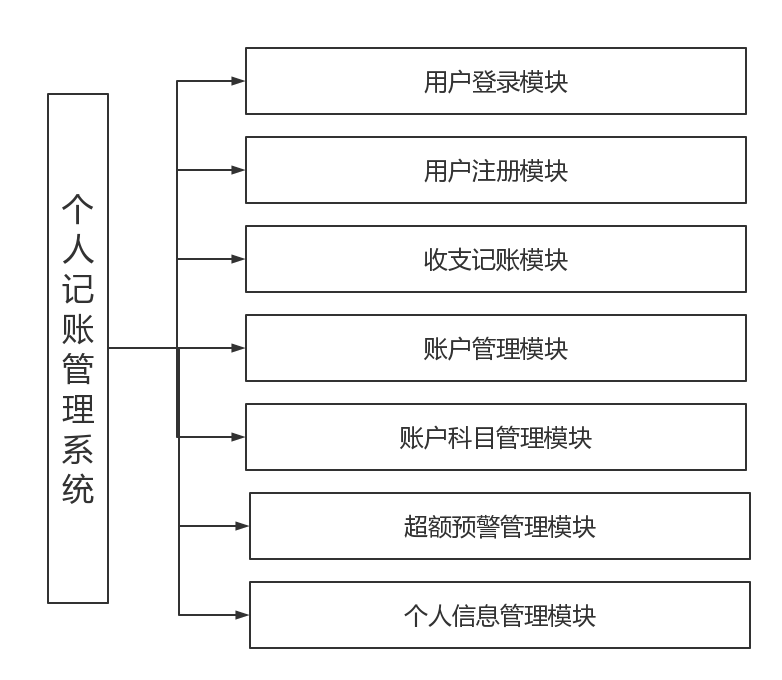 个人记账管理系统
用户登录模块
用户注册模块
收支记账模块
账户管理模块
账户科目管理模块
超额预警管理模块
个人信息管理模块